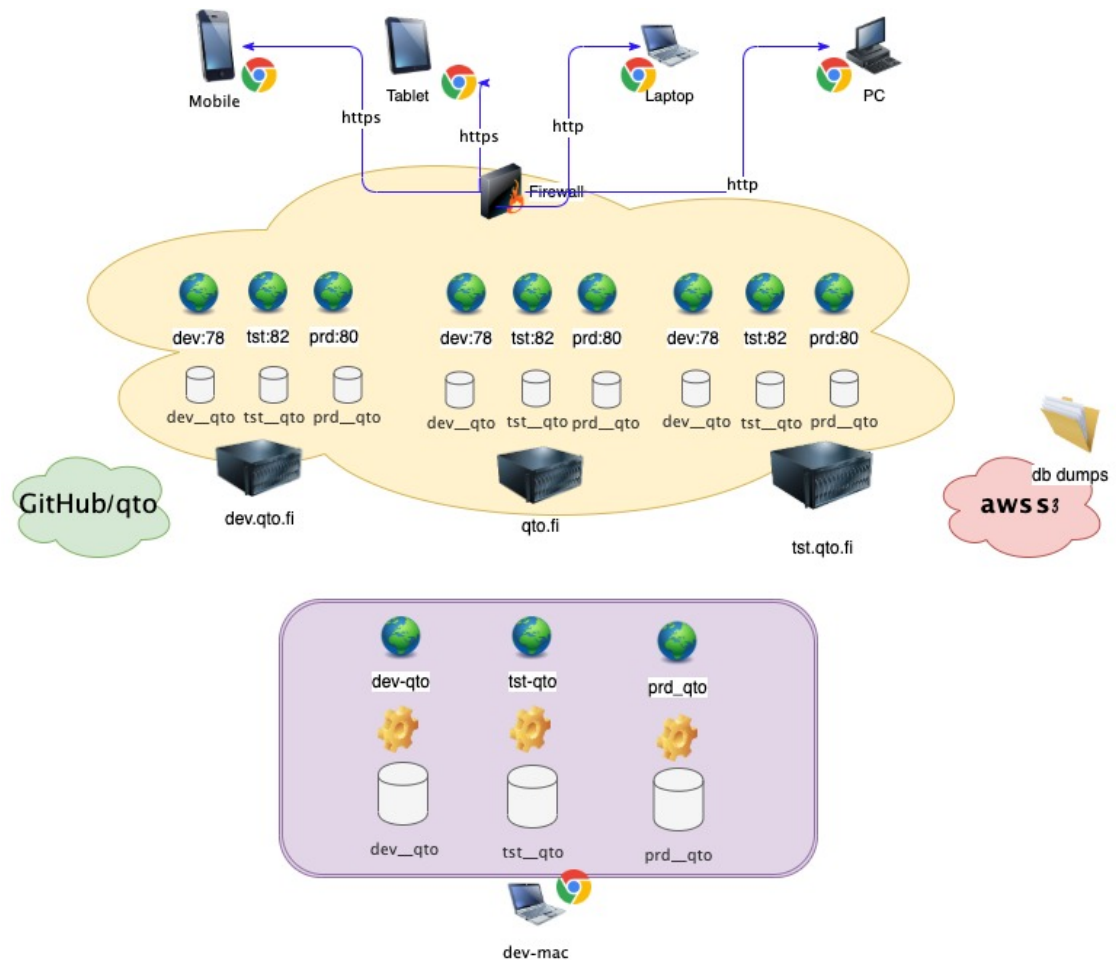 Mobile
Tablet
Laptop
PC
https
https
http
http
Firewall
dev:78 tst:82 prd:80
dev:78 tst:82 prd:80
dev:78 tst:82 prd:80
dev__qto tst__qto prd__qto
dev__qto tst__qto prd__qto
dev__qto tst__qto prd__qto
dev.qto.fi
qto.fi
tst.qto.fi
GitHub/qto
db dumps
aws s3
dev-qto
tst-qto
prd_qto
dev__qto
tst__qto
prd__qto
dev-mac